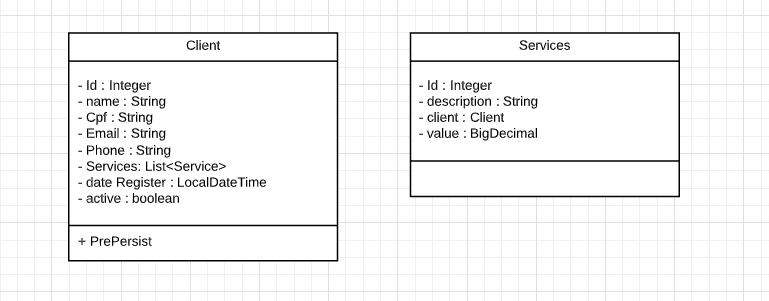 Client
- Id : Integer
- name : String
- Cpf : String
- Email : String
- Phone : String
- Services: List<Service>
- date Register : LocalDateTime
- active : boolean
+ PrePersist
Services
- Id : Integer
- description : String
- client : Client
- value : BigDecimal